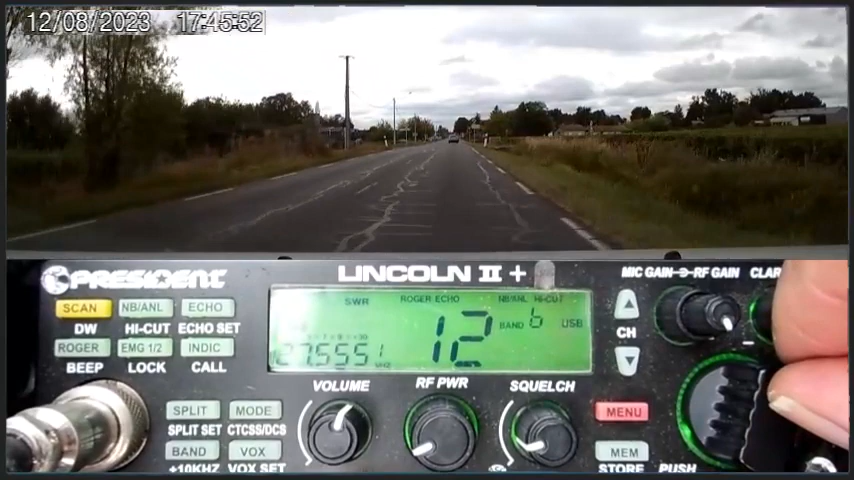 12/08/2023 17:45:52
PRESIDENT LINCOLN II + MIC GAIN RF GAIN CLAR
SCAN NB/ANL ECHO
DW HI-CUT ECHO SET
ROGER EMG 1/2 INDIC
BEEP LOCK CALL
SWR ROGER ECHO NB/ANL HI-CUT
12 BAND 6 USB
27.555.1
CH
VOLUME RF PWR SQUELCH
SPLIT MODE
SPLIT SET CTCSS/DCS
BAND VOX
+10KHZ VOX SET
MENU
MEM
STORE PUSH